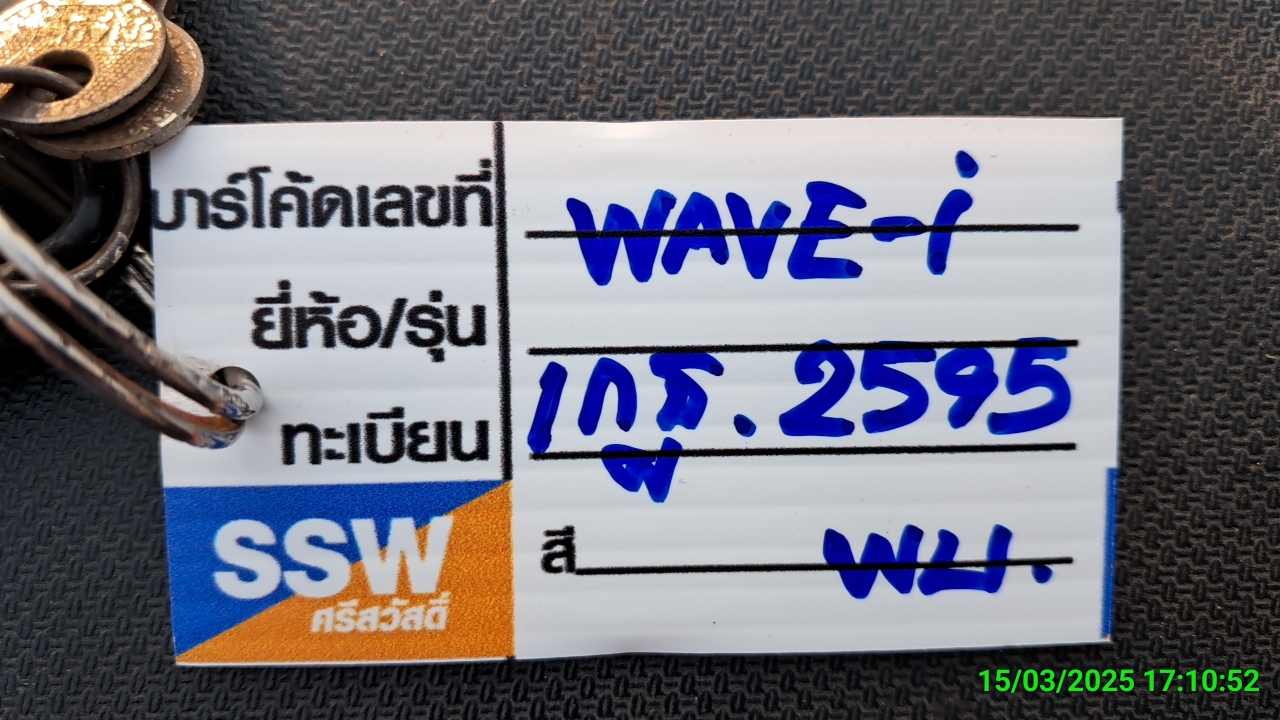 บาร์โค้ดเลขที่ WAVE-i
ยี่ห้อ/รุ่น
ทะเบียน 1กฐ.2595
สี พบ.
SSW
ศรีสวัสดิ์
15/03/2025 17:10:52